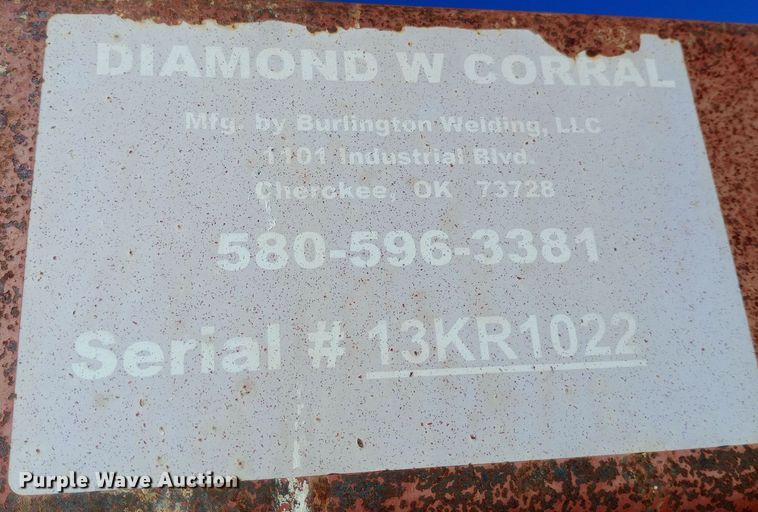 DIAMOND W CORRAL
Mfg. by Burlington Welding, LLC
1101 Industrial Blvd.
Cherokee, OK 73728
580-596-3381
Serial # 13KR1022
Purple Wave Auction